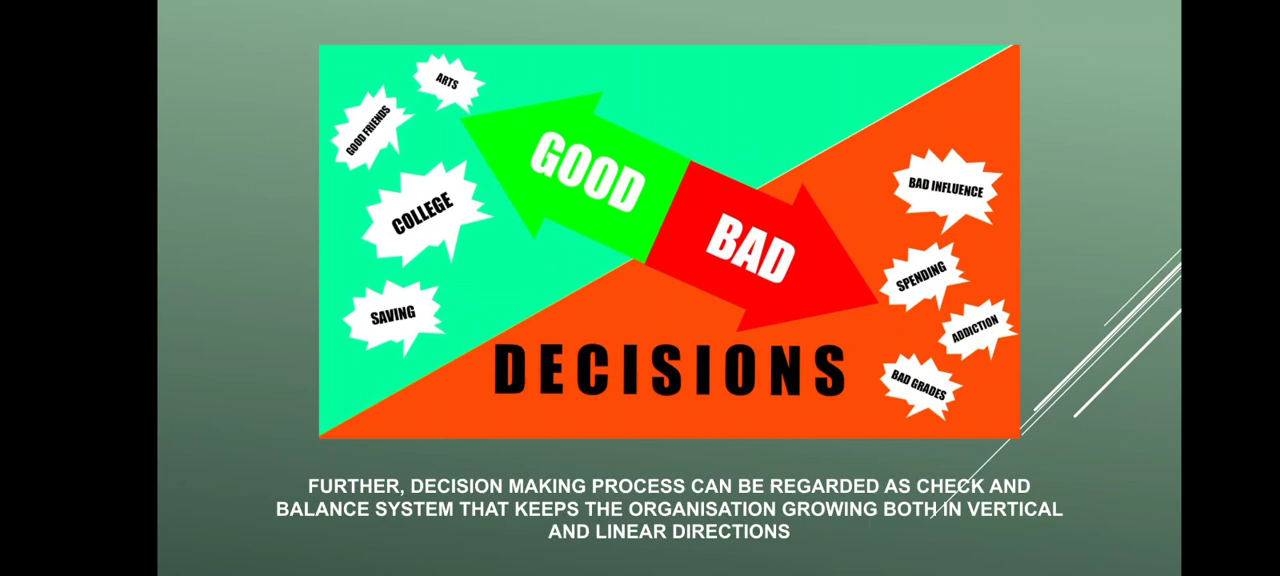 ARTS
GOOD FRIENDS
COLLEGE
SAVING
GOOD
BAD
BAD INFLUENCE
SPENDING
ADDICTION
BAD GRADES
DECISIONS
FURTHER, DECISION MAKING PROCESS CAN BE REGARDED AS CHECK AND
BALANCE SYSTEM THAT KEEPS THE ORGANISATION GROWING BOTH IN VERTICAL
AND LINEAR DIRECTIONS